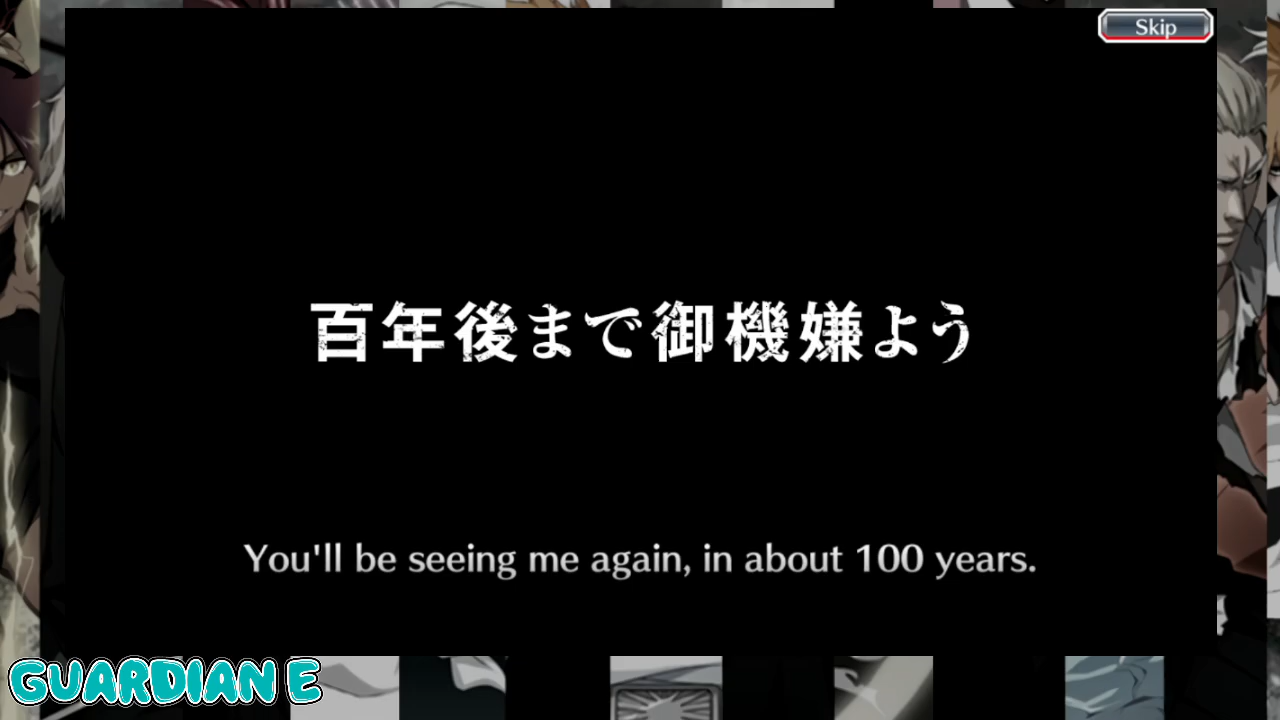 Skip
百年後まで御機嫌よう
You'll be seeing me again, in about 100 years.
GUARDIAN E